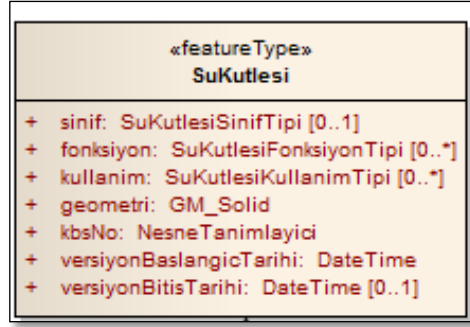 «featureType»
SuKutlesi
+ sinif: SuKutlesiSinifTipi [0..1]
+ fonksiyon: SuKutlesiFonksiyonTipi [0..*]
+ kullanim: SuKutlesiKullanimTipi [0..*]
+ geometri: GM_Solid
+ kbsNo: NesneTanimlayici
+ versiyonBaslangicTarihi: DateTime
+ versiyonBitisTarihi: DateTime [0..1]